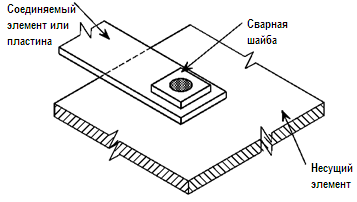 Соединяемый
элемент или
пластина
Сварная
шайба
Несущий
элемент